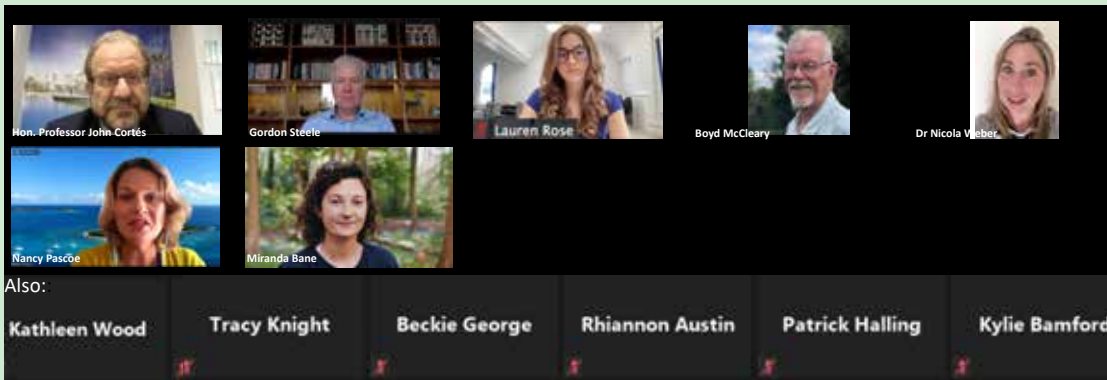 Hon. Professor John Cortés
Gordon Steele
Lauren Rose
Boyd McCleary
Dr Nicola Weber
Nancy Pascoe
Miranda Bane
Also:
Kathleen Wood
Tracy Knight
Beckie George
Rhiannon Austin
Patrick Halling
Kylie Bamford